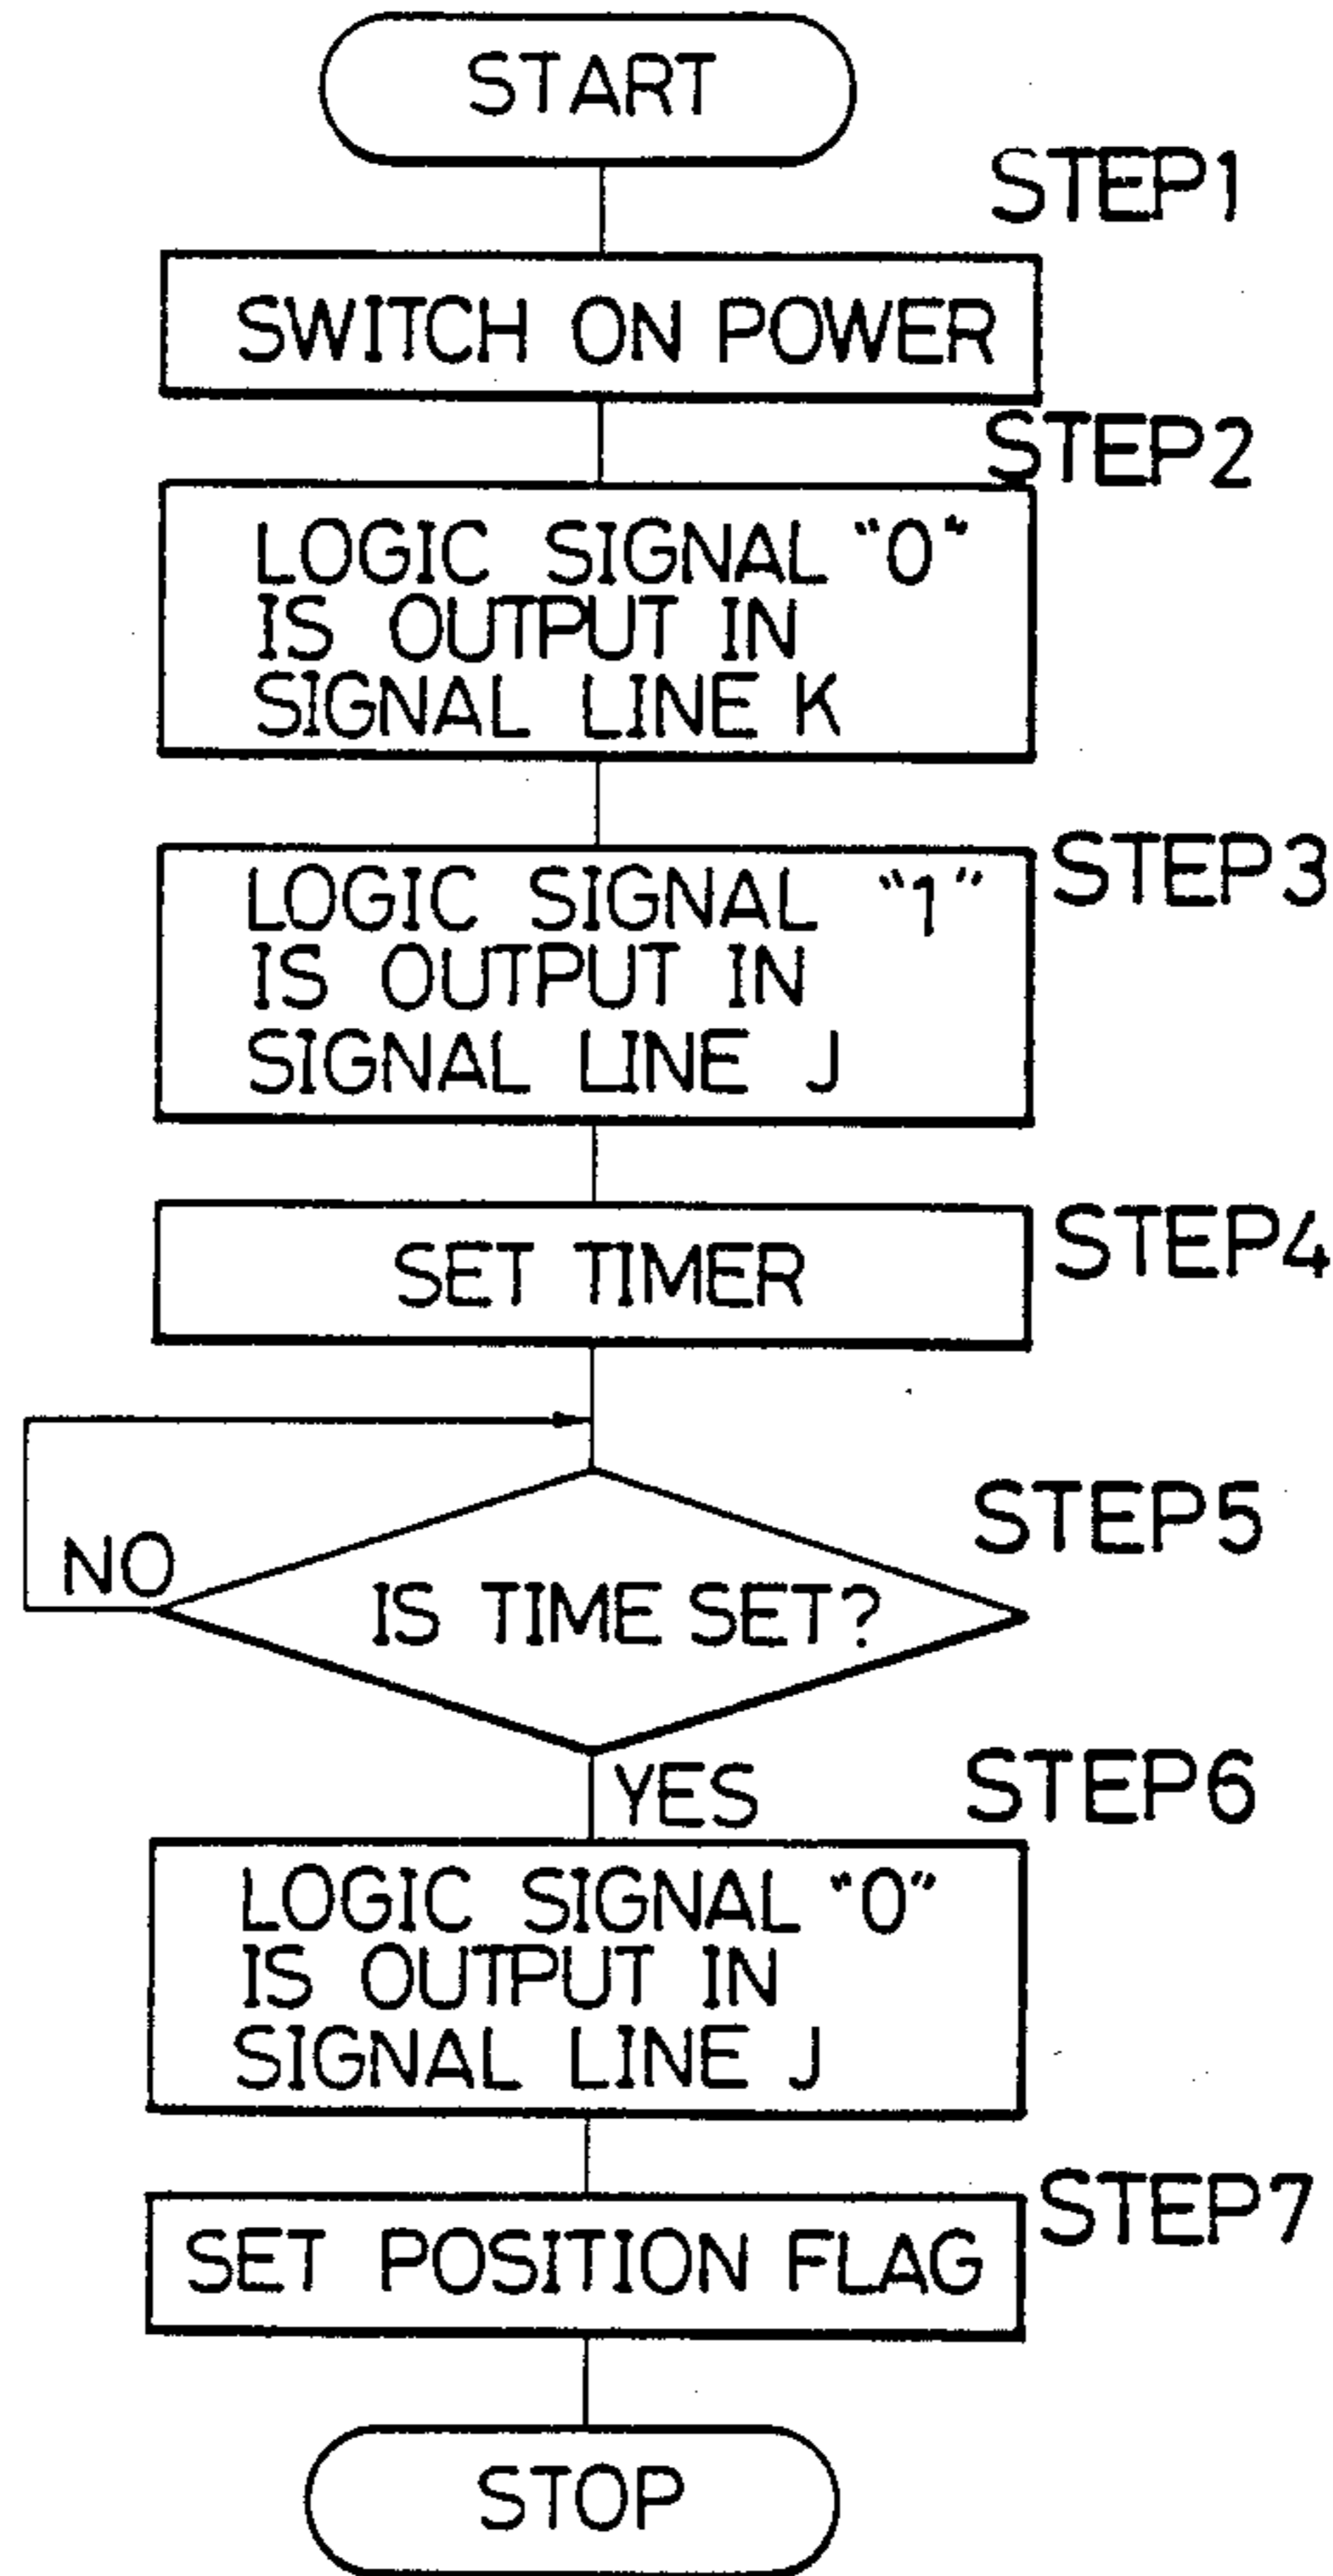 START
STEP1
SWITCH ON POWER
STEP2
LOGIC SIGNAL "0"
IS OUTPUT IN
SIGNAL LINE K
STEP3
LOGIC SIGNAL "1"
IS OUTPUT IN
SIGNAL LINE J
STEP4
SET TIMER
STEP5
NO
IS TIME SET?
YES
STEP6
LOGIC SIGNAL "0"
IS OUTPUT IN
SIGNAL LINE J
STEP7
SET POSITION FLAG
STOP